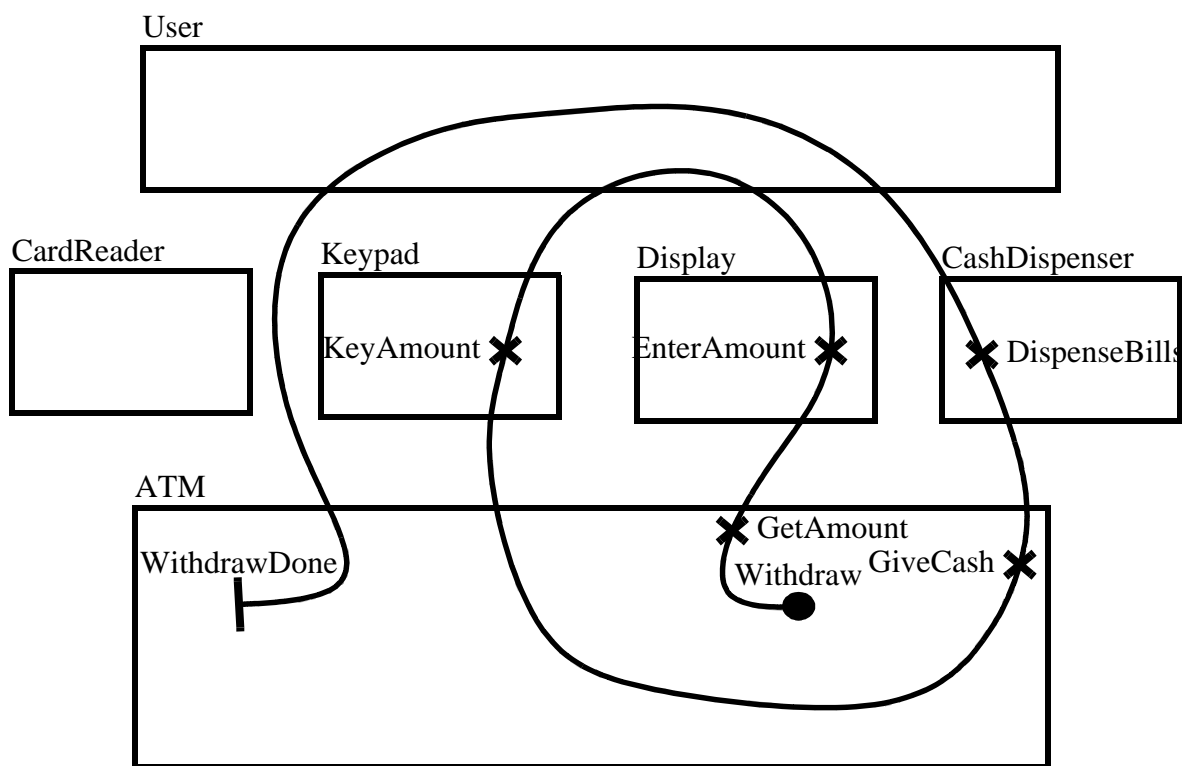 User
CardReader
Keypad
Display
CashDispenser
KeyAmount
EnterAmount
DispenseBills
ATM
GetAmount
WithdrawDone
Withdraw
GiveCash